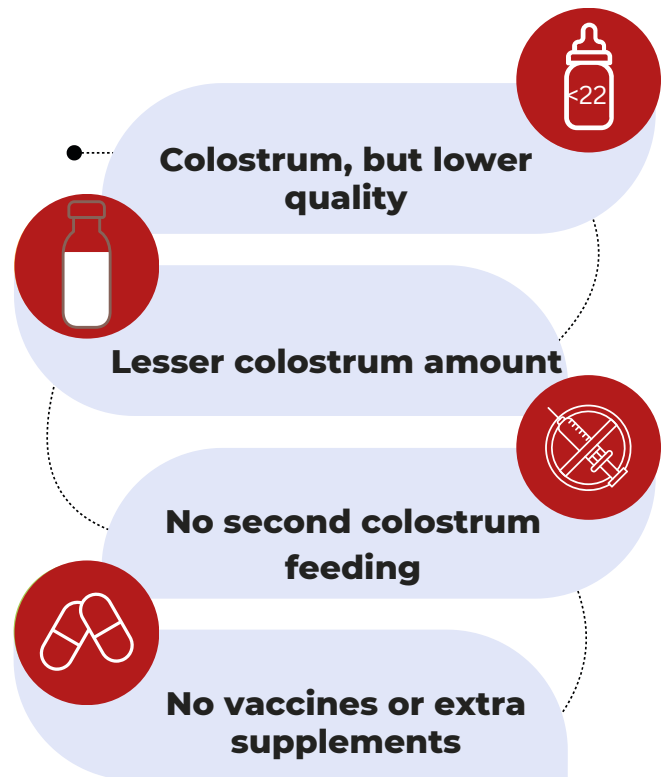 <22
Colostrum, but lower
quality
Lesser colostrum amount
No second colostrum
feeding
No vaccines or extra
supplements